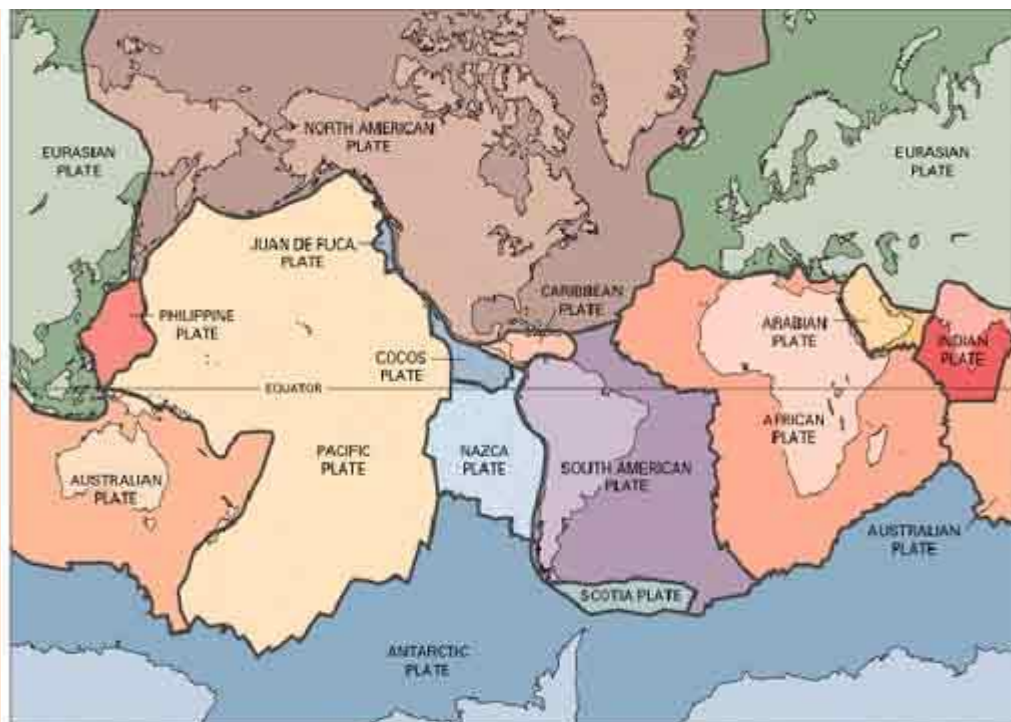 NORTH AMERICAN
PLATE
EURASIAN
PLATE
EURASIAN
PLATE
JUAN DE FUCA
PLATE
CARIBBEAN
PLATE
PHILIPPINE
PLATE
ARABIAN
PLATE
INDIAN
PLATE
COCOS
PLATE
EQUATOR
AFRICAN
PLATE
PACIFIC
PLATE
NAZCA
PLATE
SOUTH AMERICAN
PLATE
AUSTRALIAN
PLATE
AUSTRALIAN
PLATE
SCOTIA PLATE
ANTARCTIC
PLATE